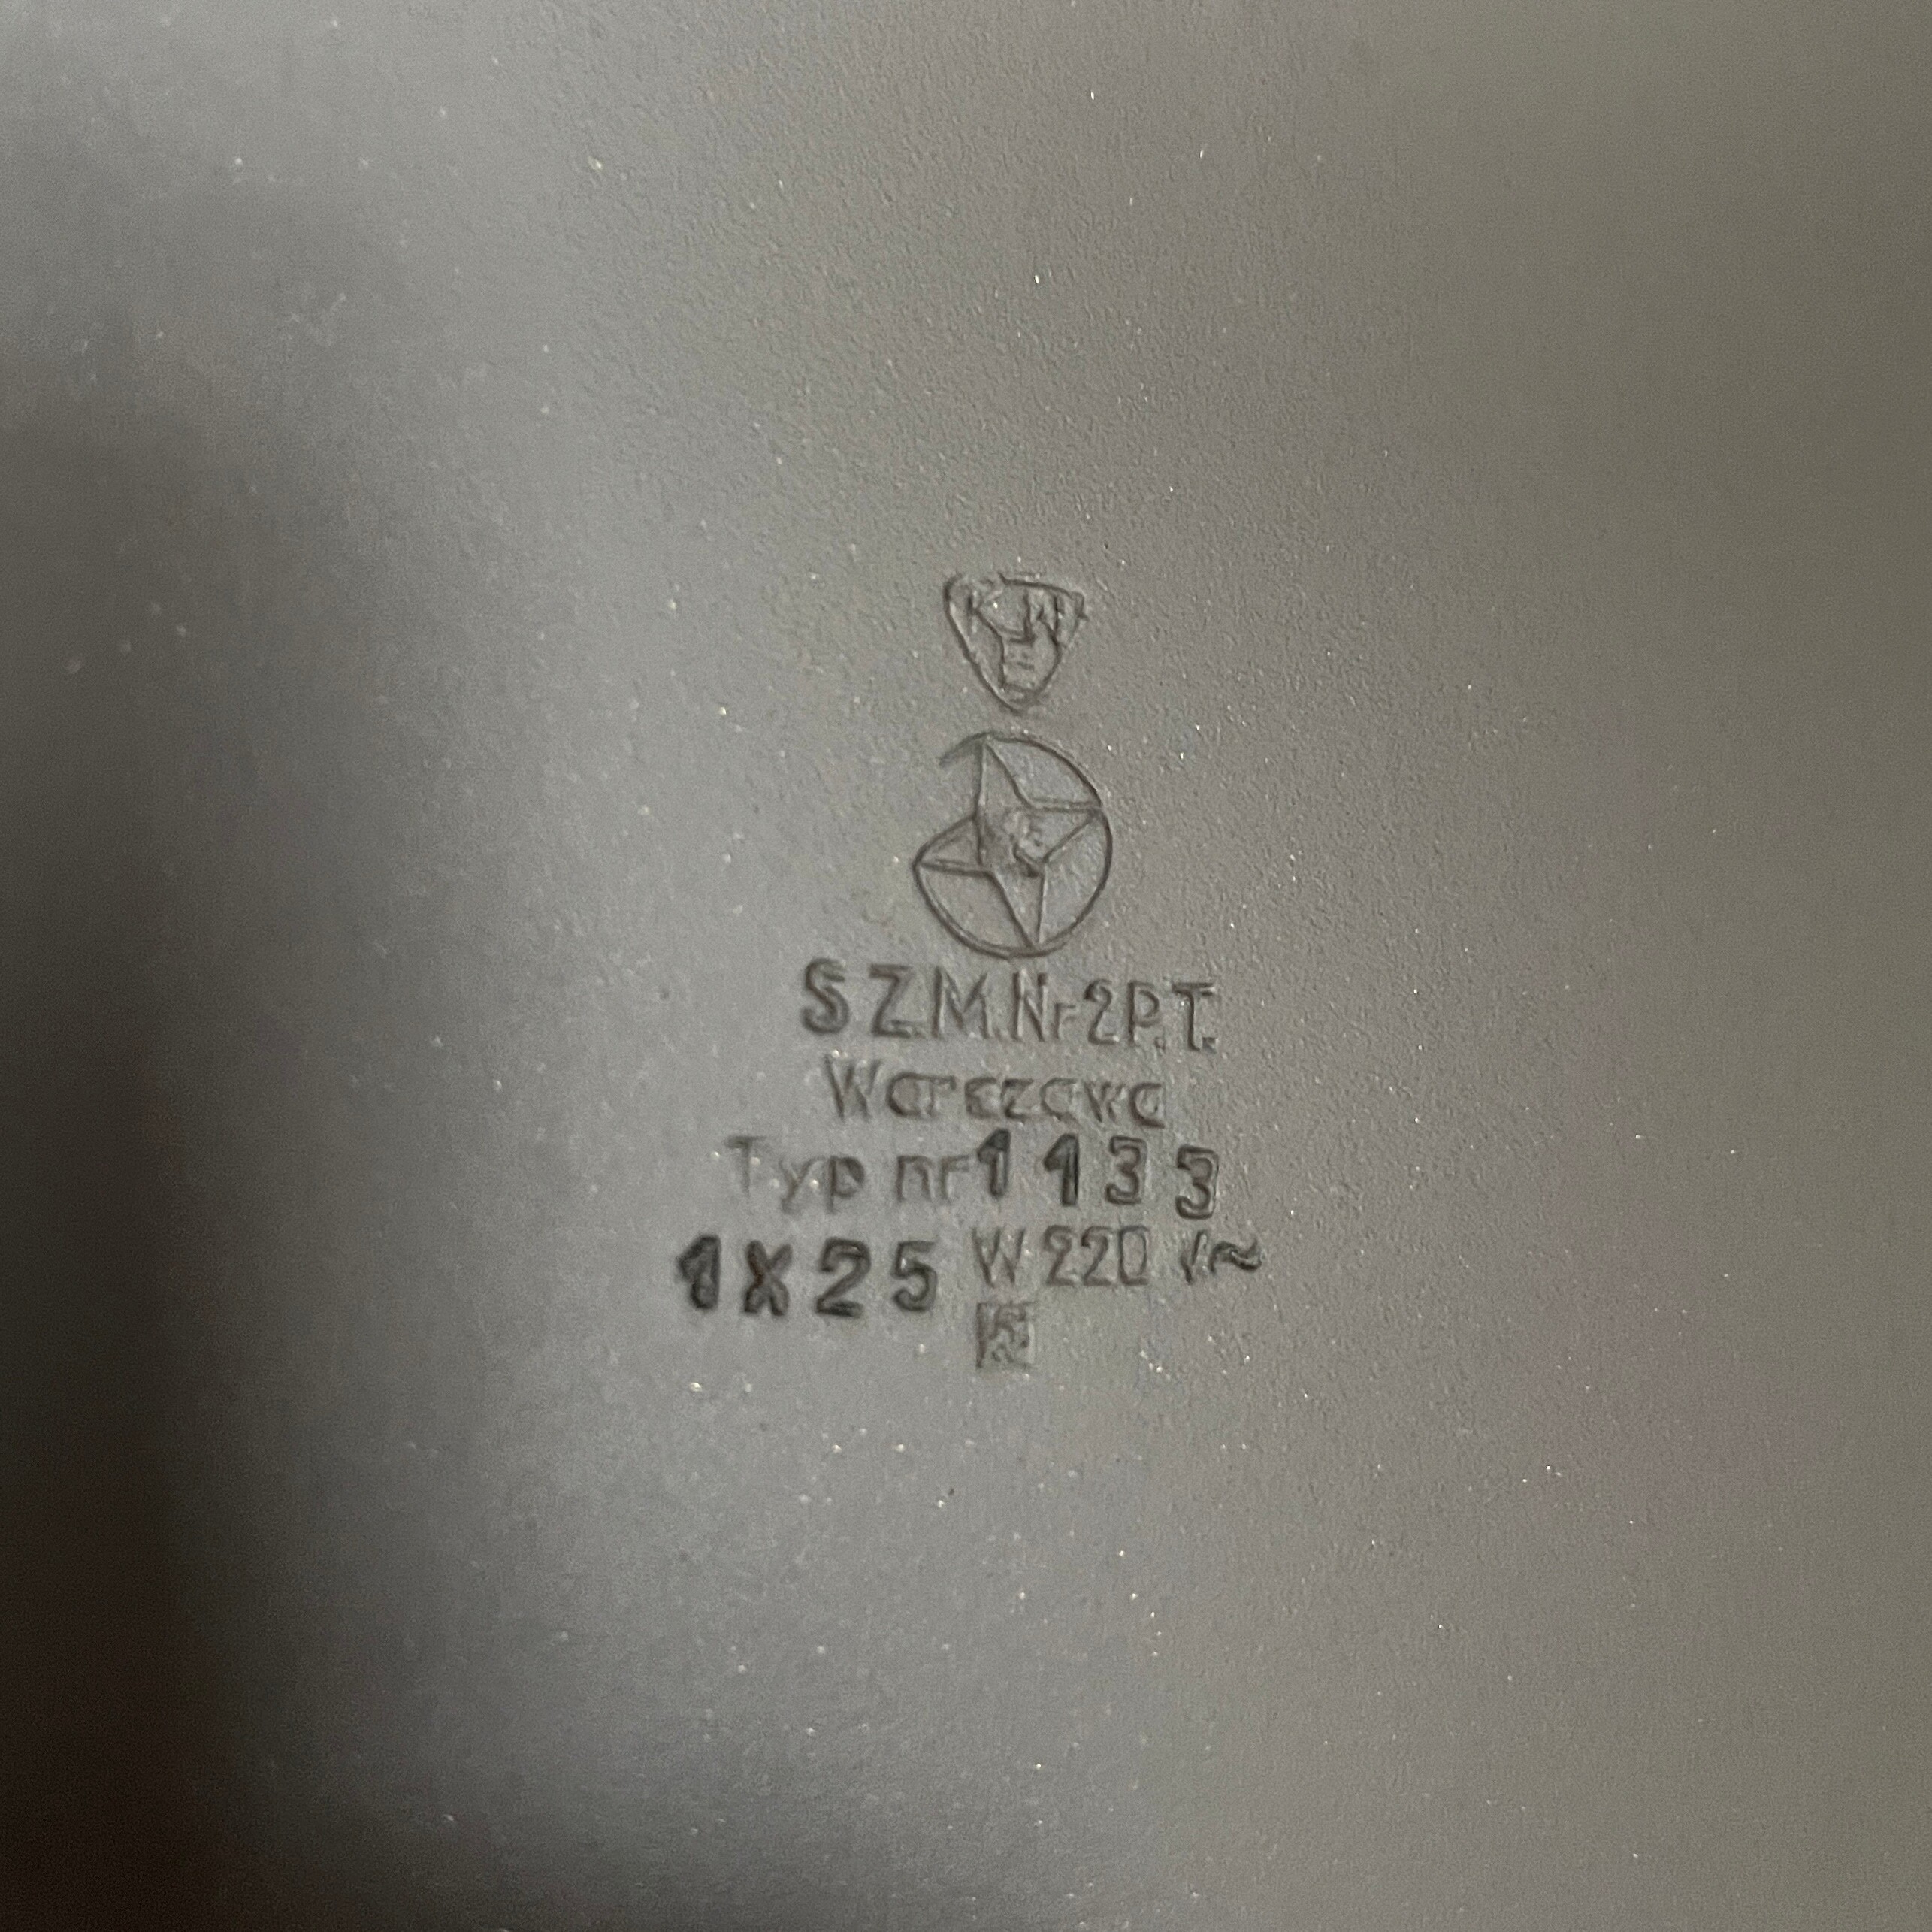 K W
E
S.Z.M.Nr 2 P.T.
Warszawa
Typ nr 1133
1X25 W 220 V~